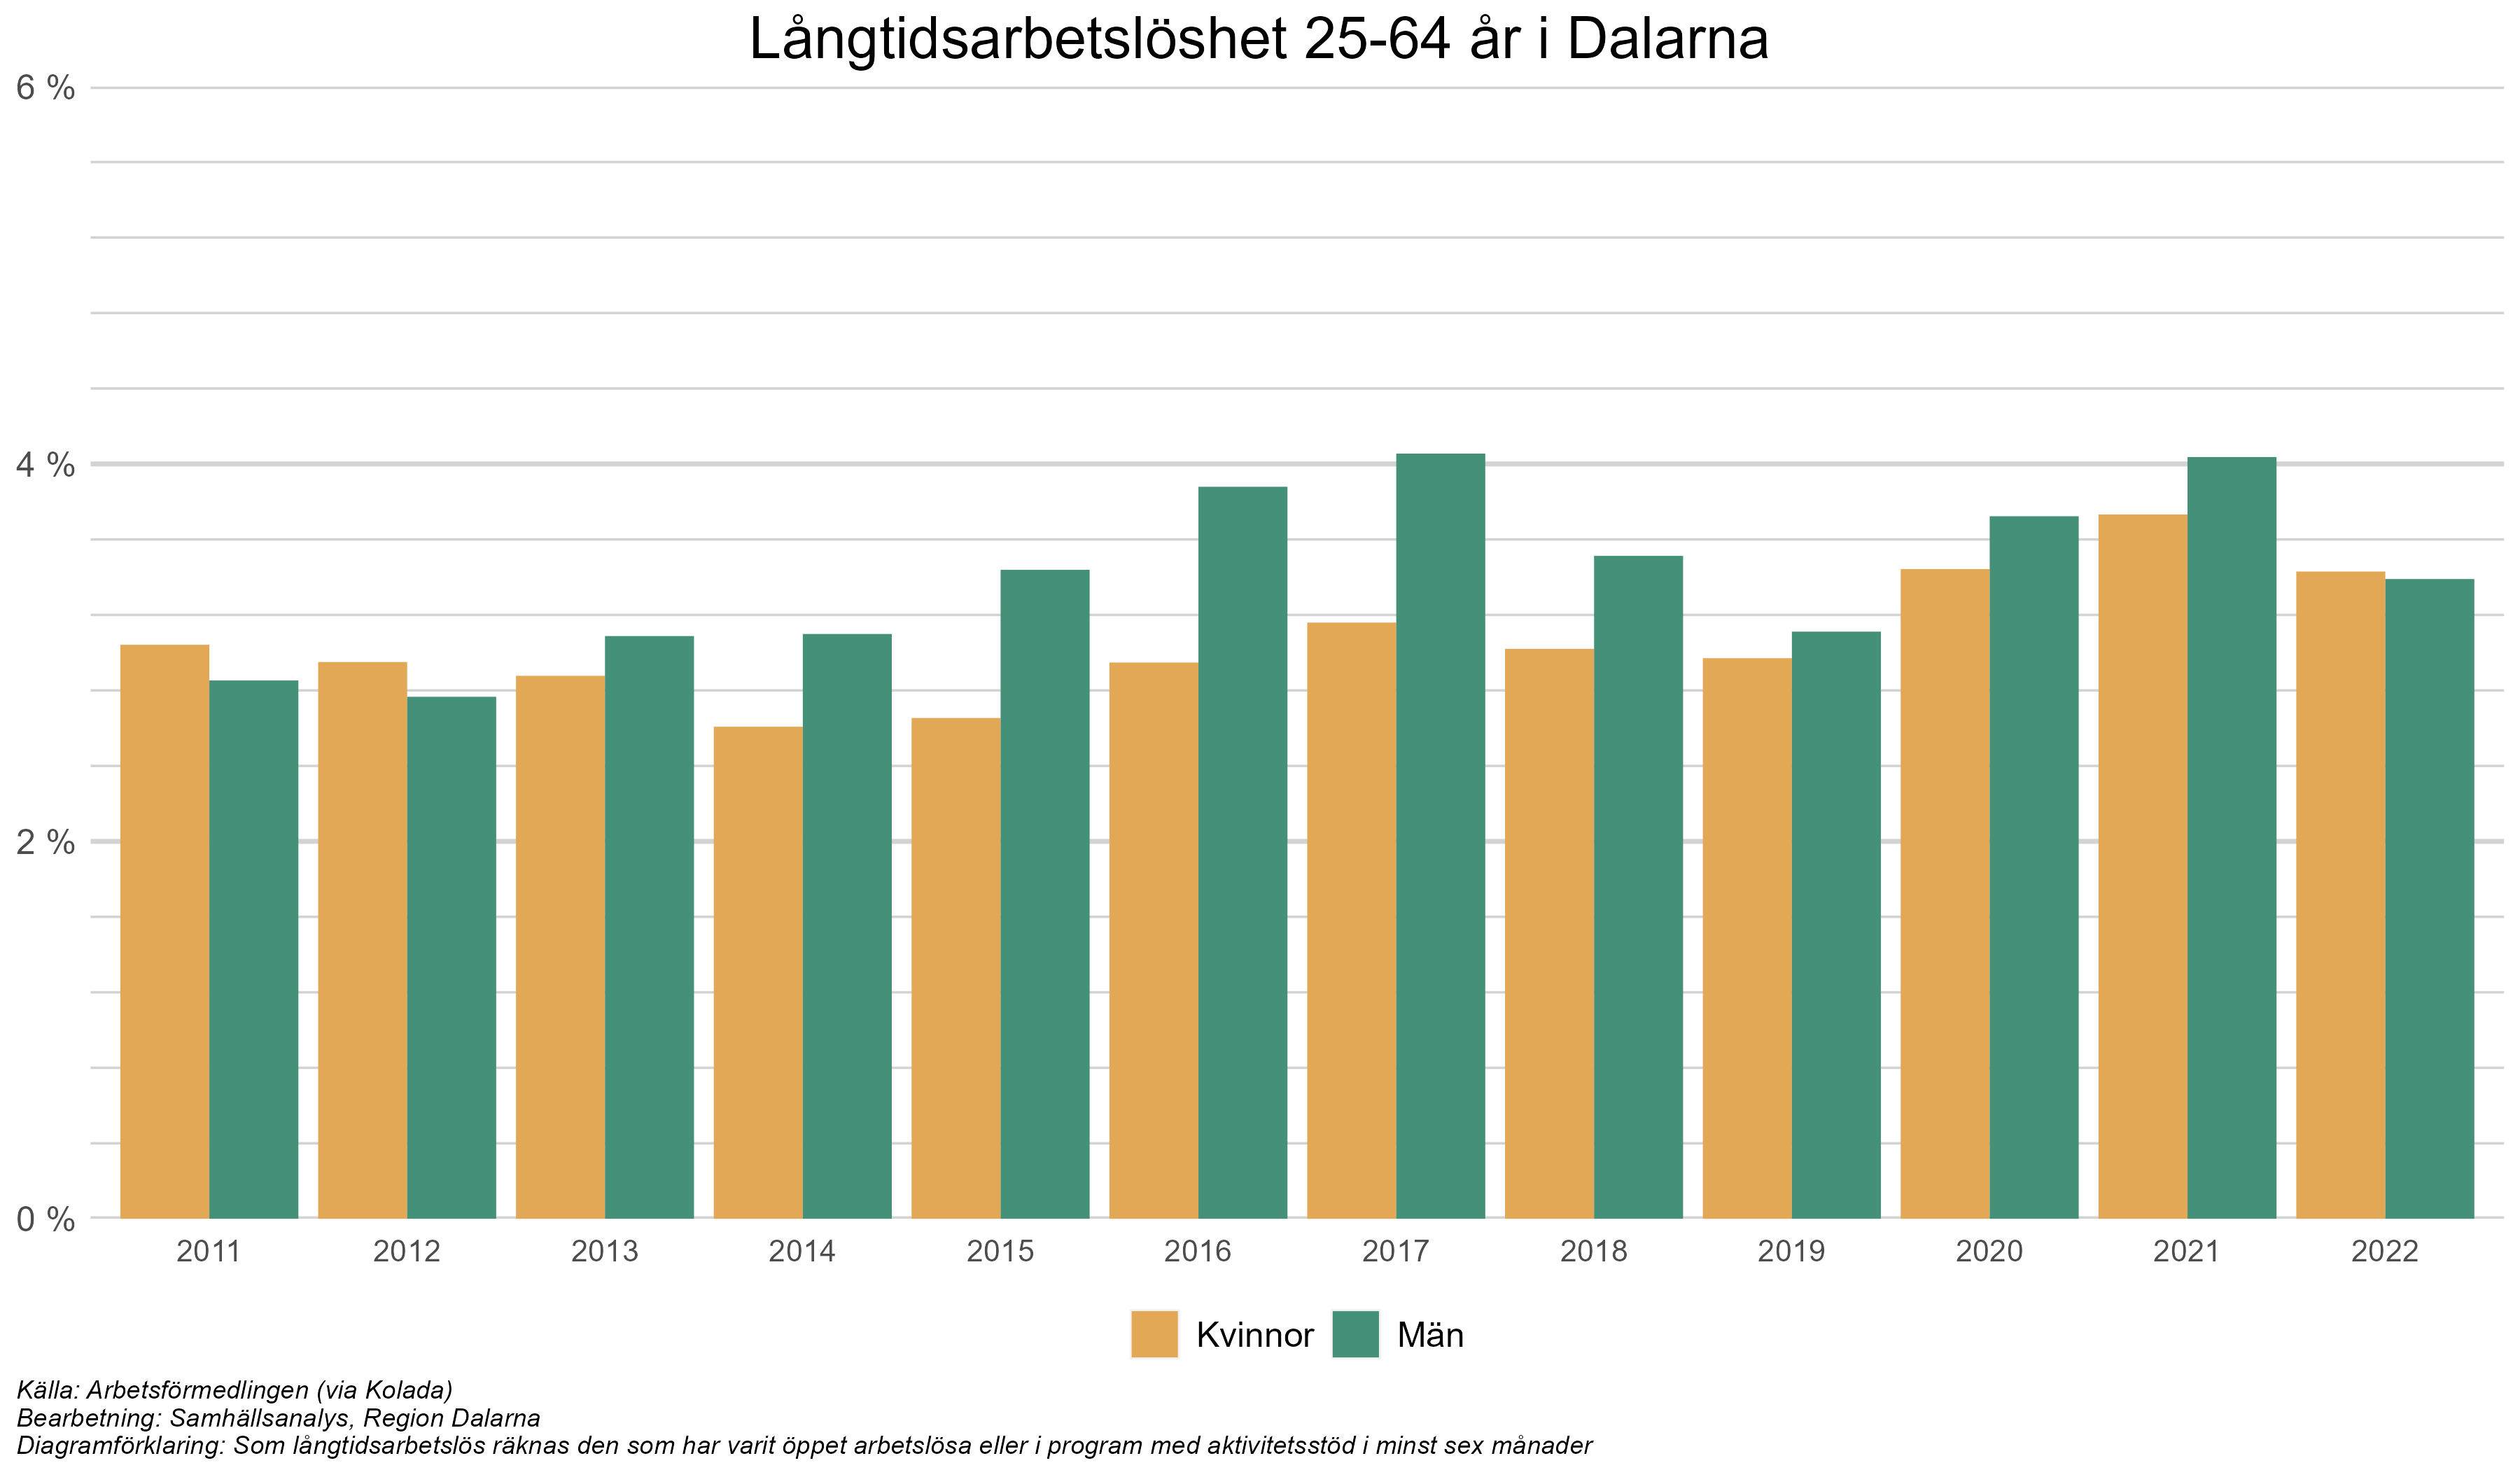 Långtidsarbetslöshet 25-64 år i Dalarna
6 %
4 %
2 %
0 %
2011 2012 2013 2014 2015 2016 2017 2018 2019 2020 2021 2022
Kvinnor Män
Källa: Arbetsförmedlingen (via Kolada)
Bearbetning: Samhällsanalys, Region Dalarna
Diagramförklaring: Som långtidsarbetslös räknas den som har varit öppet arbetslösa eller i program med aktivitetsstöd i minst sex månader